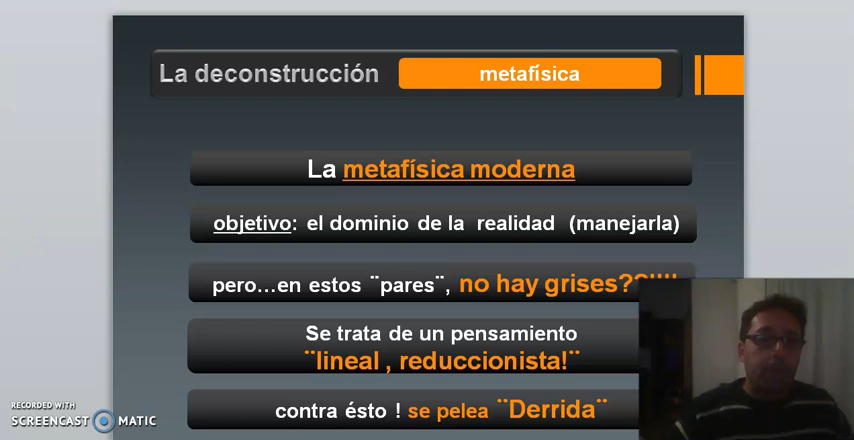 La deconstrucción
metafísica
La metafísica moderna
objetivo: el dominio de la realidad (manejarla)
pero...en estos ¨pares¨, no hay grises??!!!!
Se trata de un pensamiento
¨lineal , reduccionista!¨
contra ésto ! se pelea ¨Derrida¨
RECORDED WITH
SCREENCAST MATIC